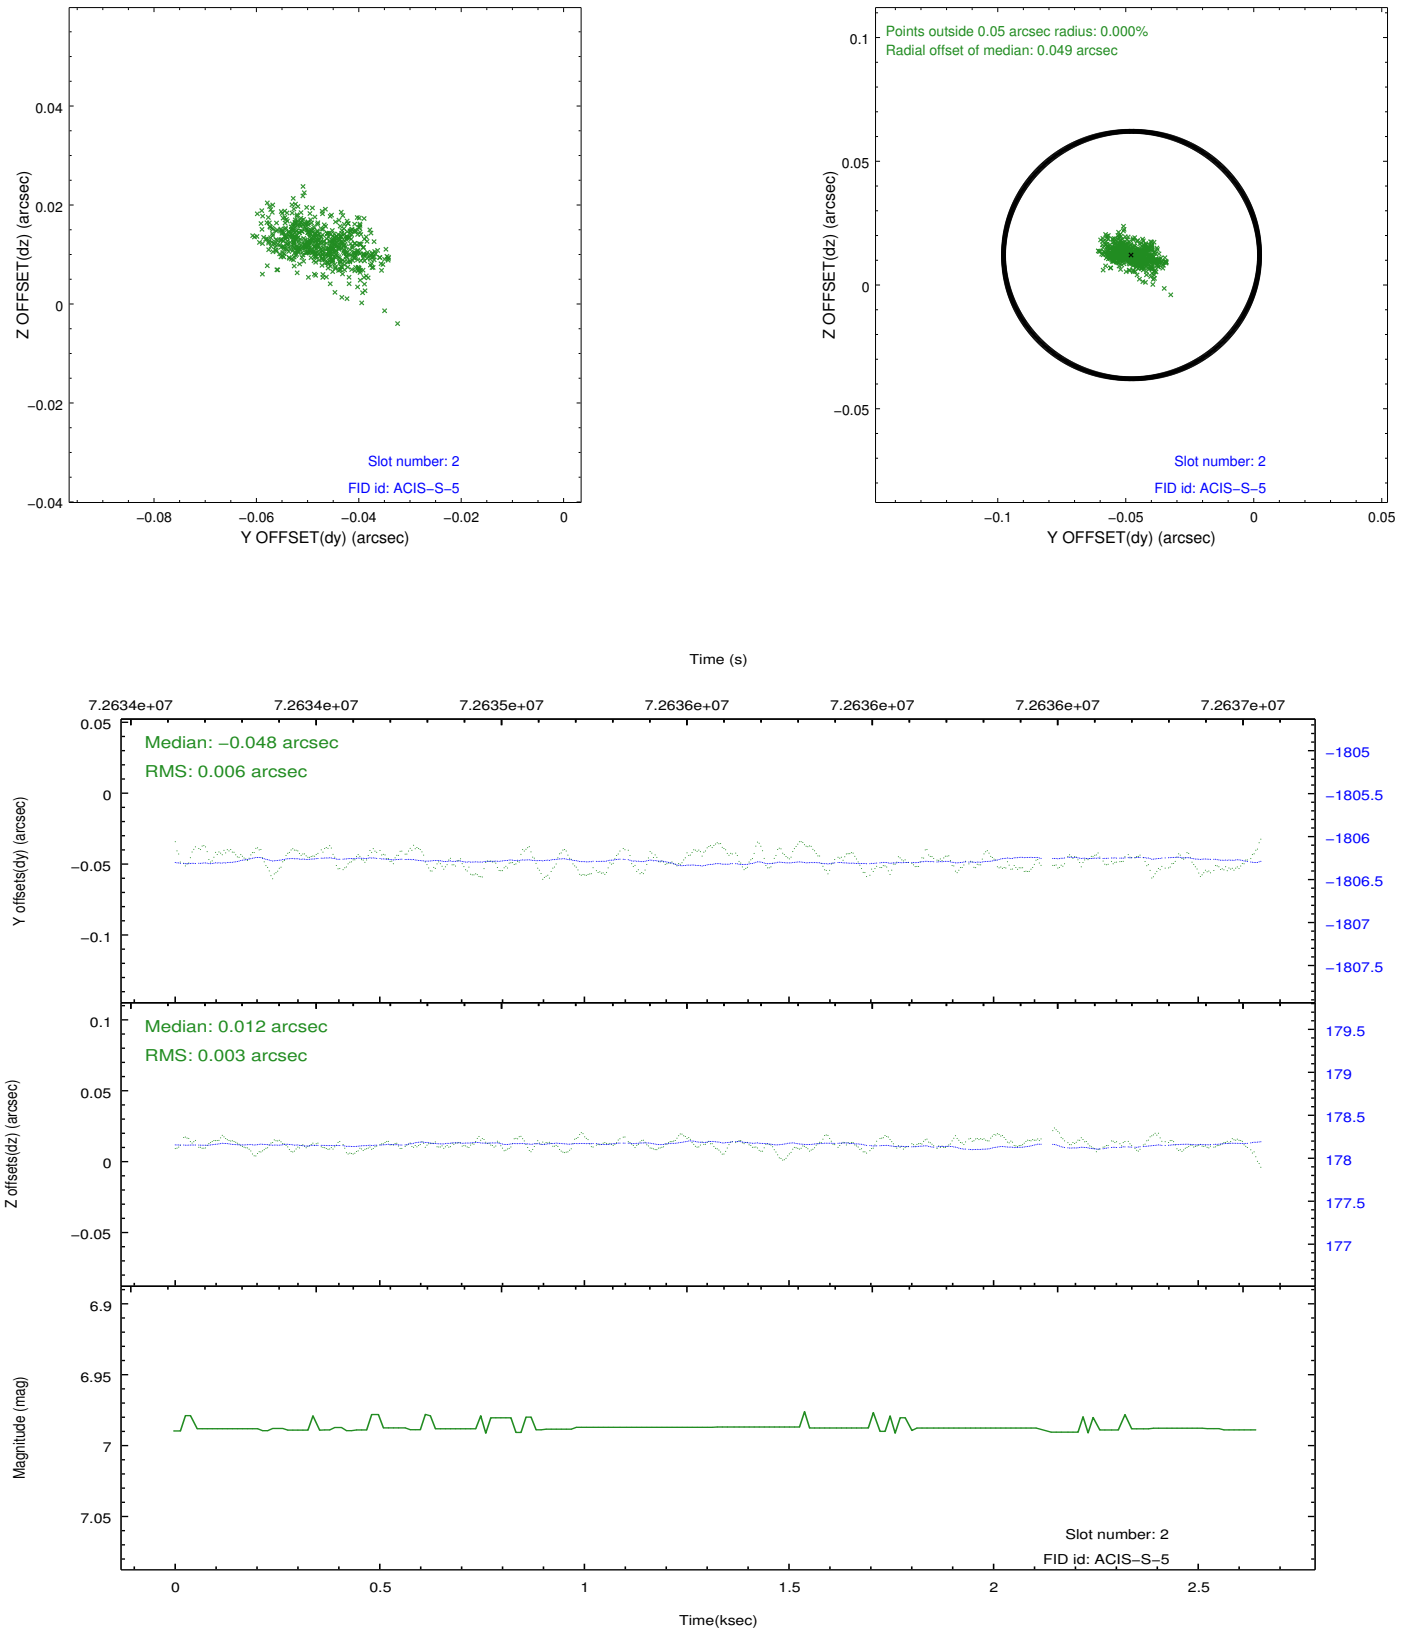 0.04
0.02
0
−0.02
−0.04
Z OFFSET(dz) (arcsec)
Slot number: 2
FID id: ACIS−S−5
−0.08
−0.06
−0.04
−0.02
0
Y OFFSET(dy) (arcsec)
Points outside 0.05 arcsec radius: 0.000%
Radial offset of median: 0.049 arcsec
0.1
0.05
0
−0.05
Z OFFSET(dz) (arcsec)
Slot number: 2
FID id: ACIS−S−5
−0.1
−0.05
0
0.05
Y OFFSET(dy) (arcsec)
Time (s)
7.2634e+07
7.2634e+07
7.2635e+07
7.2636e+07
7.2636e+07
7.2636e+07
7.2637e+07
Median: −0.048 arcsec
RMS: 0.006 arcsec
0.05
0
−0.05
−0.1
Y offsets(dy) (arcsec)
−1805
−1805.5
−1806
−1806.5
−1807
−1807.5
Median: 0.012 arcsec
RMS: 0.003 arcsec
0.1
0.05
0
−0.05
Z offsets(dz) (arcsec)
179.5
179
178.5
178
177.5
177
6.9
6.95
7
7.05
Magnitude (mag)
Slot number: 2
FID id: ACIS−S−5
0
0.5
1
1.5
2
2.5
Time(ksec)